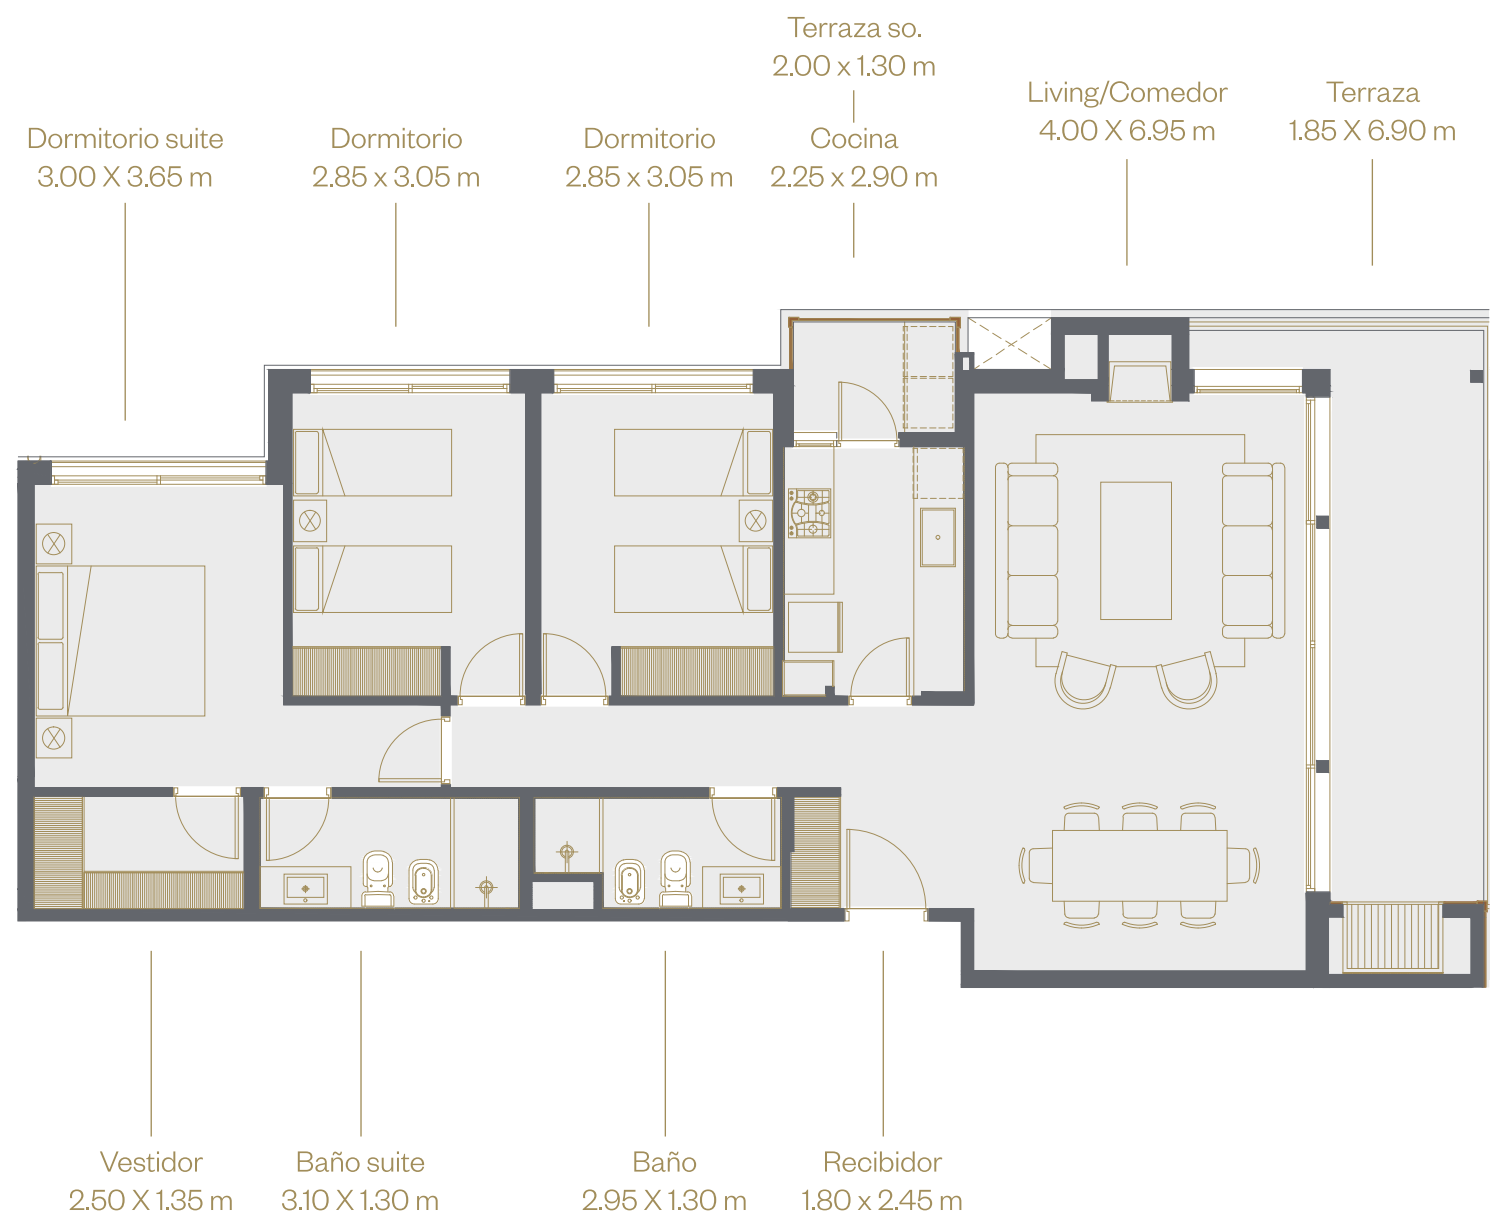 Terraza so.
2.00 x 1.30 m
Living/Comedor
4.00 X 6.95 m
Terraza
1.85 X 6.90 m
Dormitorio suite
3.00 X 3.65 m
Dormitorio
2.85 x 3.05 m
Dormitorio
2.85 x 3.05 m
Cocina
2.25 x 2.90 m
Vestidor
2.50 X 1.35 m
Baño suite
3.10 X 1.30 m
Baño
2.95 X 1.30 m
Recibidor
1.80 x 2.45 m